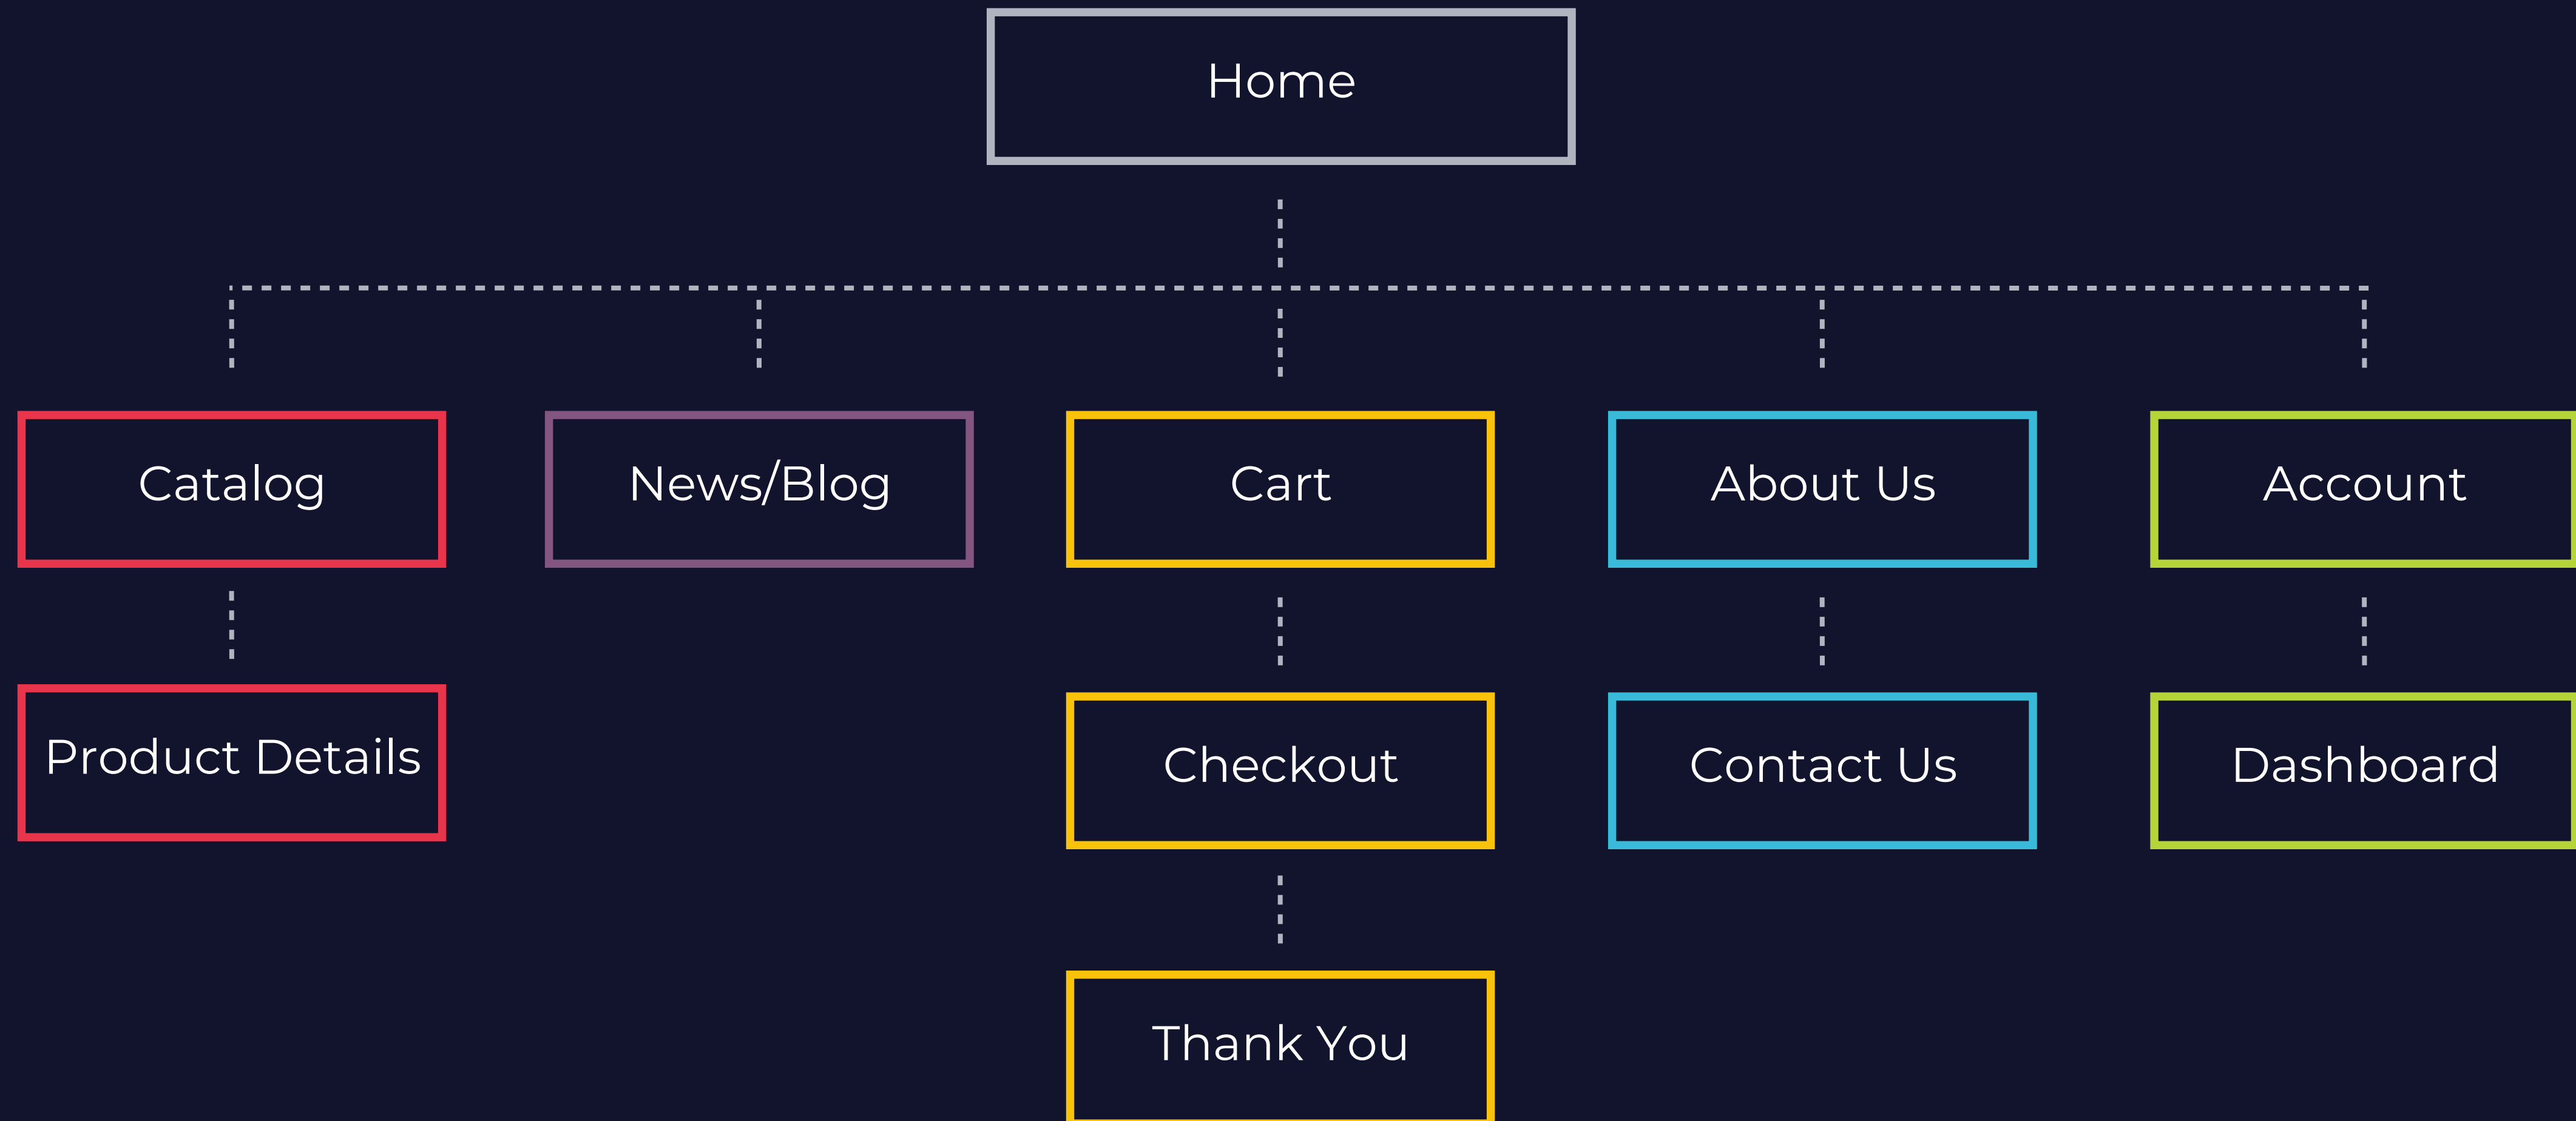 Home
Catalog
News/Blog
Cart
About Us
Account
Product Details
Checkout
Contact Us
Dashboard
Thank You